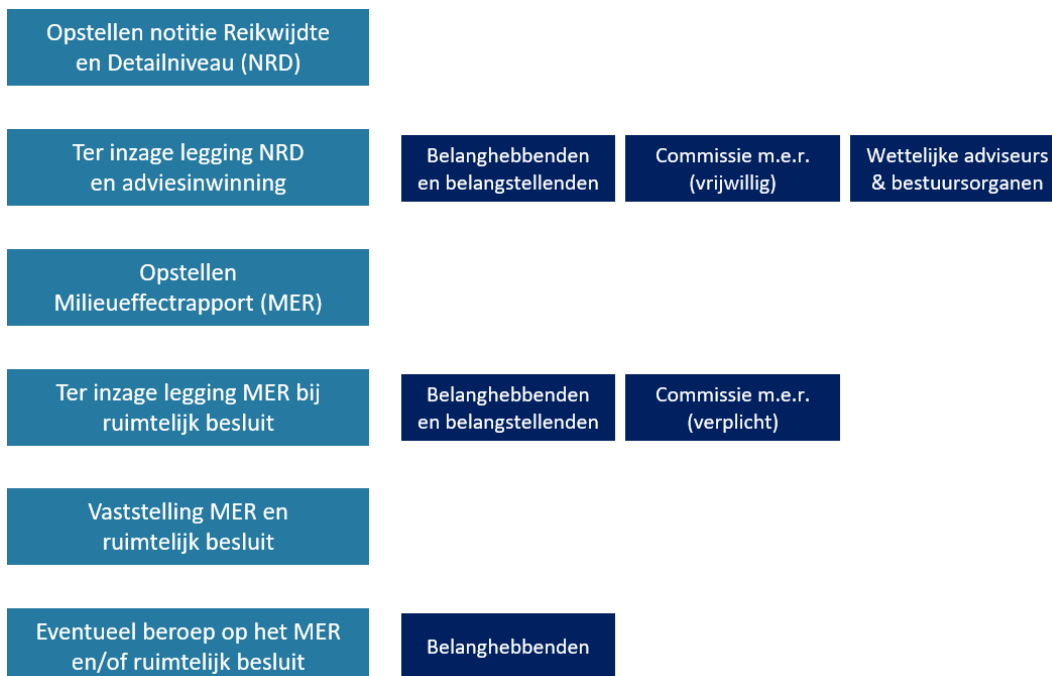 Opstellen notitie Reikwijdte
en Detailniveau (NRD)
Ter inzage legging NRD
en adviesinwinning
Belanghebbenden
en belangstellenden
Commissie m.e.r.
(vrijwillig)
Wettelijke adviseurs
& bestuursorganen
Opstellen
Milieueffectrapport (MER)
Ter inzage legging MER bij
ruimtelijk besluit
Belanghebbenden
en belangstellenden
Commissie m.e.r.
(verplicht)
Vaststelling MER en
ruimtelijk besluit
Eventueel beroep op het MER
en/of ruimtelijk besluit
Belanghebbenden